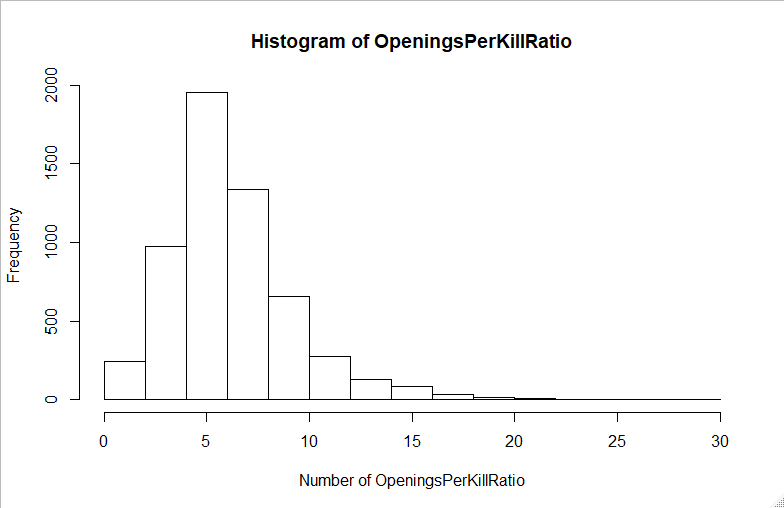 Histogram of OpeningsPerKillRatio
2000
1500
1000
500
0
Frequency
0 5 10 15 20 25 30
Number of OpeningsPerKillRatio